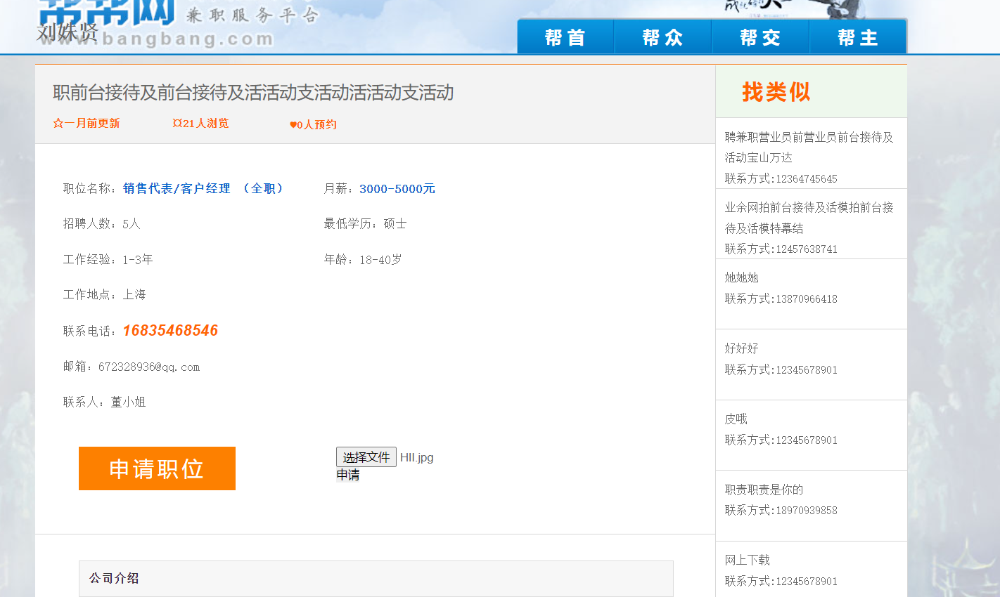 帮帮网 兼职服务平台
刘姝贤
www.bangbang.com
帮首 帮众 帮交 帮主
职前台接待及前台接待及活活动支活动活活动支活动
☆一月前更新 ¤21人浏览 ♥0人预约
职位名称：销售代表/客户经理 （全职） 月薪：3000-5000元
招聘人数：5人 最低学历：硕士
工作经验：1-3年 年龄：18-40岁
工作地点：上海
联系电话：16835468546
邮箱：672328936@qq.com
联系人：董小姐
申请职位 选择文件 HII.jpg
申请
公司介绍
找类似
聘兼职营业员前营业员前台接待及
活动宝山万达
联系方式:12364745645
业余网拍前台接待及活模拍前台接
待及活模特幕结
联系方式:12457638741
她她她
联系方式:13870966418
好好好
联系方式:12345678901
皮哦
联系方式:12345678901
职责职责是你的
联系方式:18970939858
网上下载
联系方式:12345678901